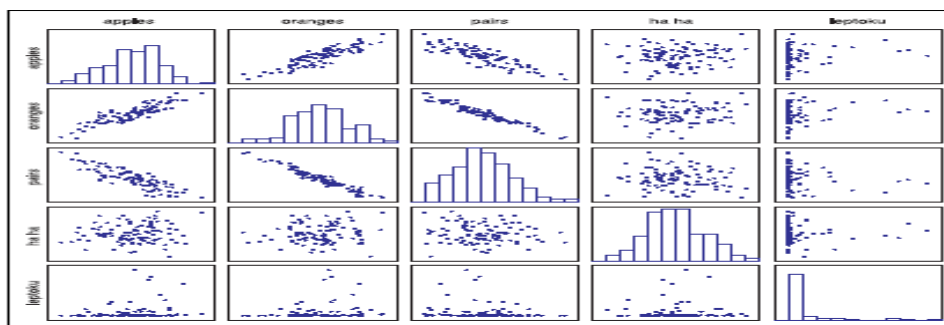 apples oranges pairs ha ha leptoku
apples
oranges
pairs
ha ha
leptoku